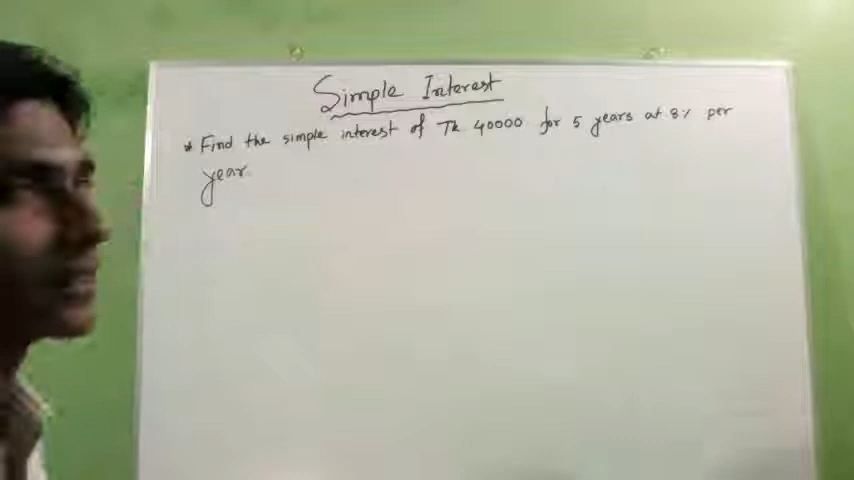 Simple Interest
* Find the simple interest of Tk 40000 for 5 years at 8% per
year